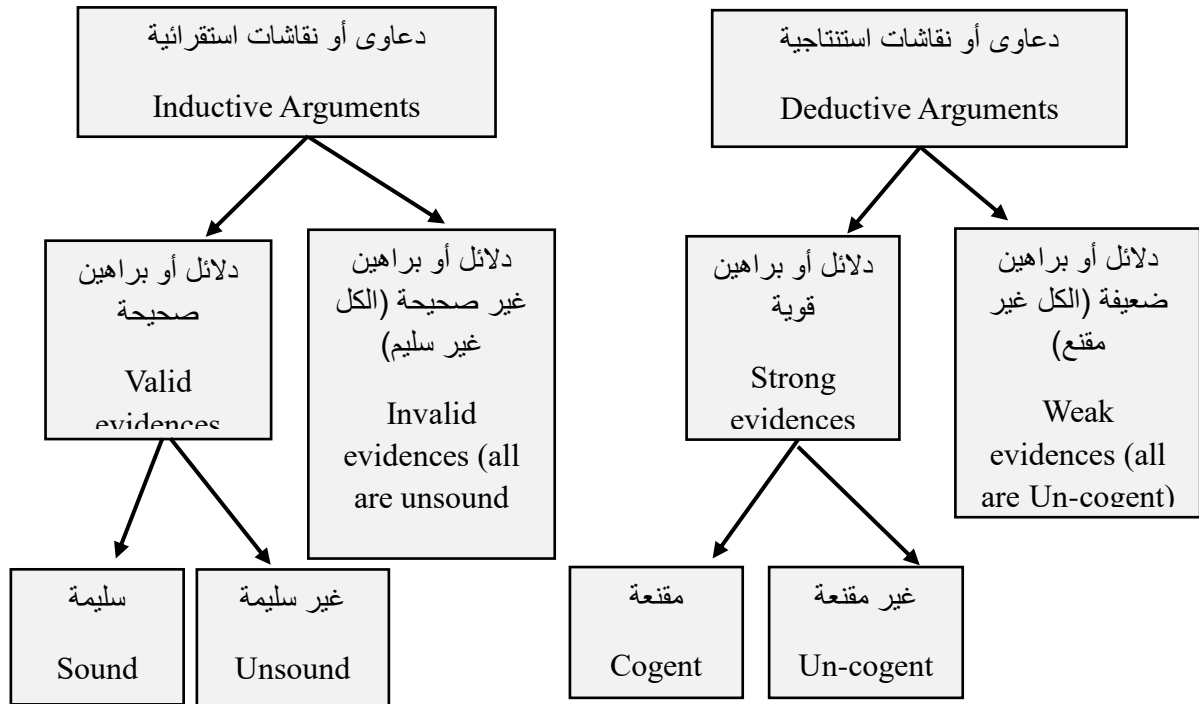 دعاوى أو نقاشات استقرائية
Inductive Arguments
دعاوى أو نقاشات استنتاجية
Deductive Arguments
دلائل أو براهين
صحيحة
Valid
evidences
دلائل أو براهين
غير صحيحة (الكل
غير سليم)
Invalid
evidences (all
are unsound
دلائل أو براهين
قوية
Strong
evidences
دلائل أو براهين
ضعيفة (الكل غير
مقنع)
Weak
evidences (all
are Un-cogent)
سليمة
Sound
غير سليمة
Unsound
مقنعة
Cogent
غير مقنعة
Un-cogent